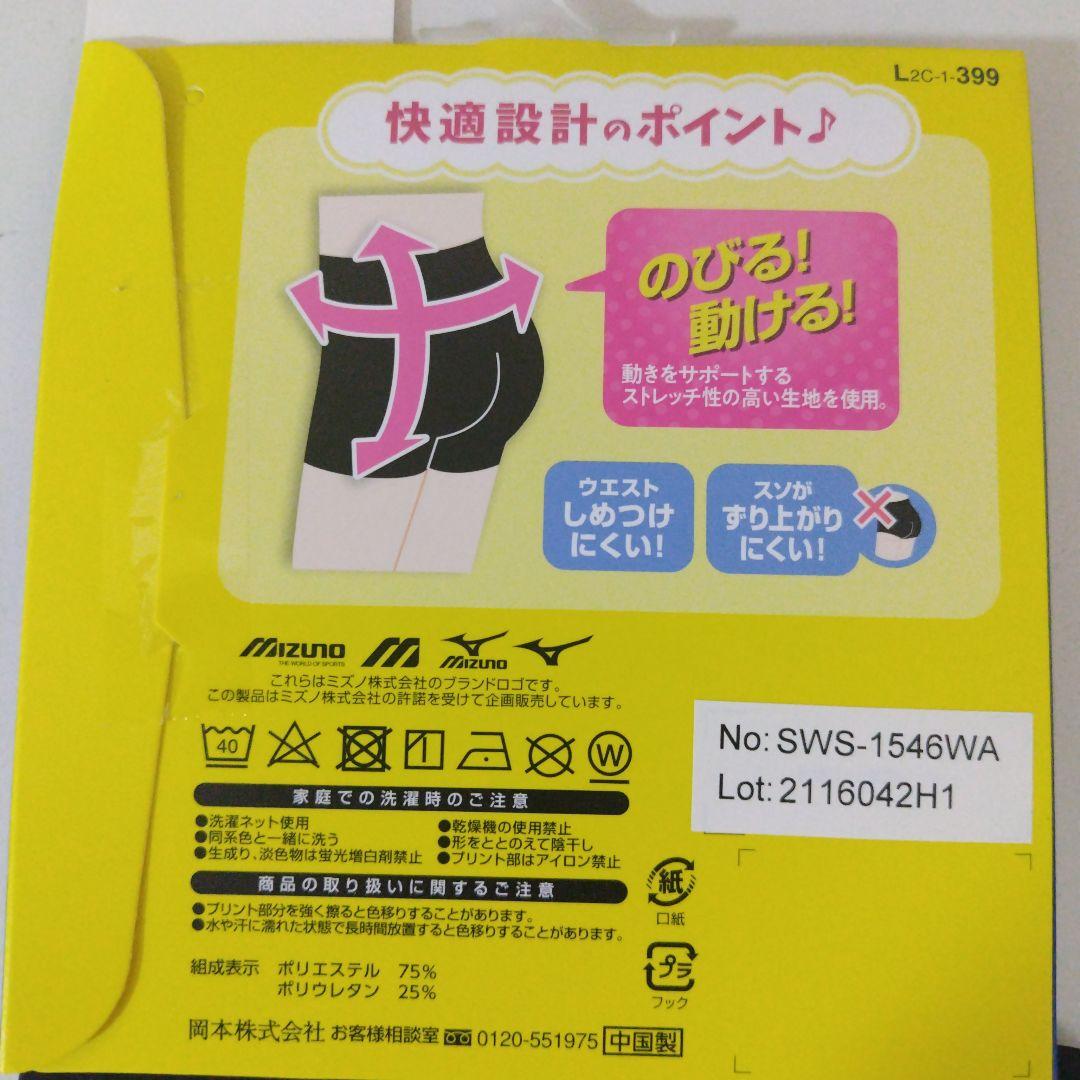 L2C-1-399
快適設計のポイント♪
のびる!
動ける!
動きをサポートする
ストレッチ性の高い生地を使用。
ウエスト
しめつけ
にくい!
スソが
ずり上がり
にくい!
MIZUNO
THE WORLD OF SPORTS
MIZUNO
これらはミズノ株式会社のブランドロゴです。
この製品はミズノ株式会社の許諾を受けて企画販売しています。
40
W
No: SWS-1546WA
Lot: 2116042H1
家庭での洗濯時のご注意
●洗濯ネット使用
●同系色と一緒に洗う
●生成り、淡色物は蛍光増白剤禁止
●乾燥機の使用禁止
●形をととのえて陰干し
●プリント部はアイロン禁止
商品の取り扱いに関するご注意
●プリント部分を強く擦ると色移りすることがあります。
●水や汗に濡れた状態で長時間放置すると色移りすることがあります。
紙
口紙
プラ
フック
組成表示 ポリエステル 75%
ポリウレタン 25%
岡本株式会社 お客様相談室 0120-551975 中国製